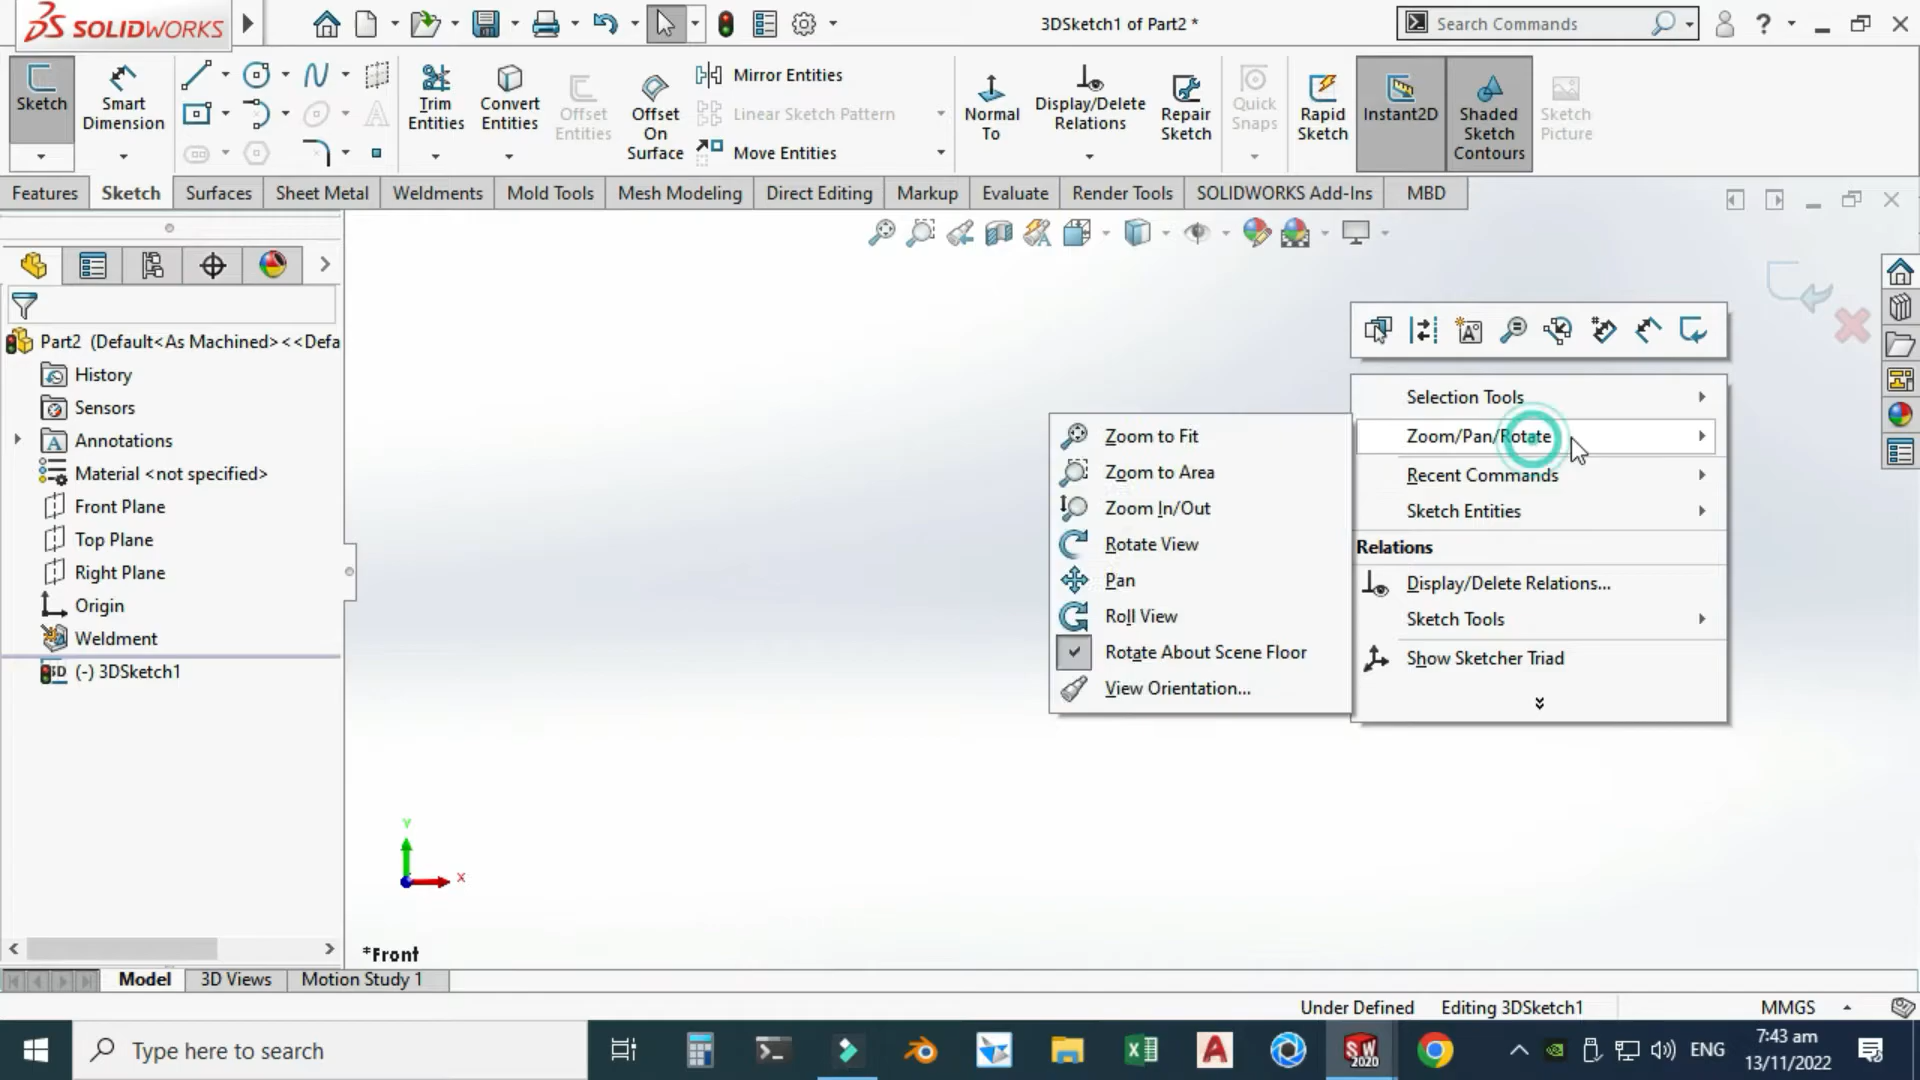 SOLIDWORKS
3DSketch1 of Part2 *
Search Commands
Sketch
Smart Dimension
Trim Entities
Convert Entities
Offset Entities
Offset On Surface
Mirror Entities
Linear Sketch Pattern
Move Entities
Normal To
Display/Delete Relations
Repair Sketch
Quick Snaps
Rapid Sketch
Instant2D
Shaded Sketch Contours
Sketch Picture
Features
Sketch
Surfaces
Sheet Metal
Weldments
Mold Tools
Mesh Modeling
Direct Editing
Markup
Evaluate
Render Tools
SOLIDWORKS Add-Ins
MBD
Part2 (Default<As Machined><<Defa
History
Sensors
Annotations
Material <not specified>
Front Plane
Top Plane
Right Plane
Origin
Weldment
(-) 3DSketch1
Zoom to Fit
Zoom to Area
Zoom In/Out
Rotate View
Pan
Roll View
Rotate About Scene Floor
View Orientation...
Selection Tools
Zoom/Pan/Rotate
Recent Commands
Sketch Entities
Relations
Display/Delete Relations...
Sketch Tools
Show Sketcher Triad
Y
X
*Front
Model
3D Views
Motion Study 1
Under Defined
Editing 3DSketch1
MMGS
Type here to search
SW
2020
ENG
7:43 am
13/11/2022